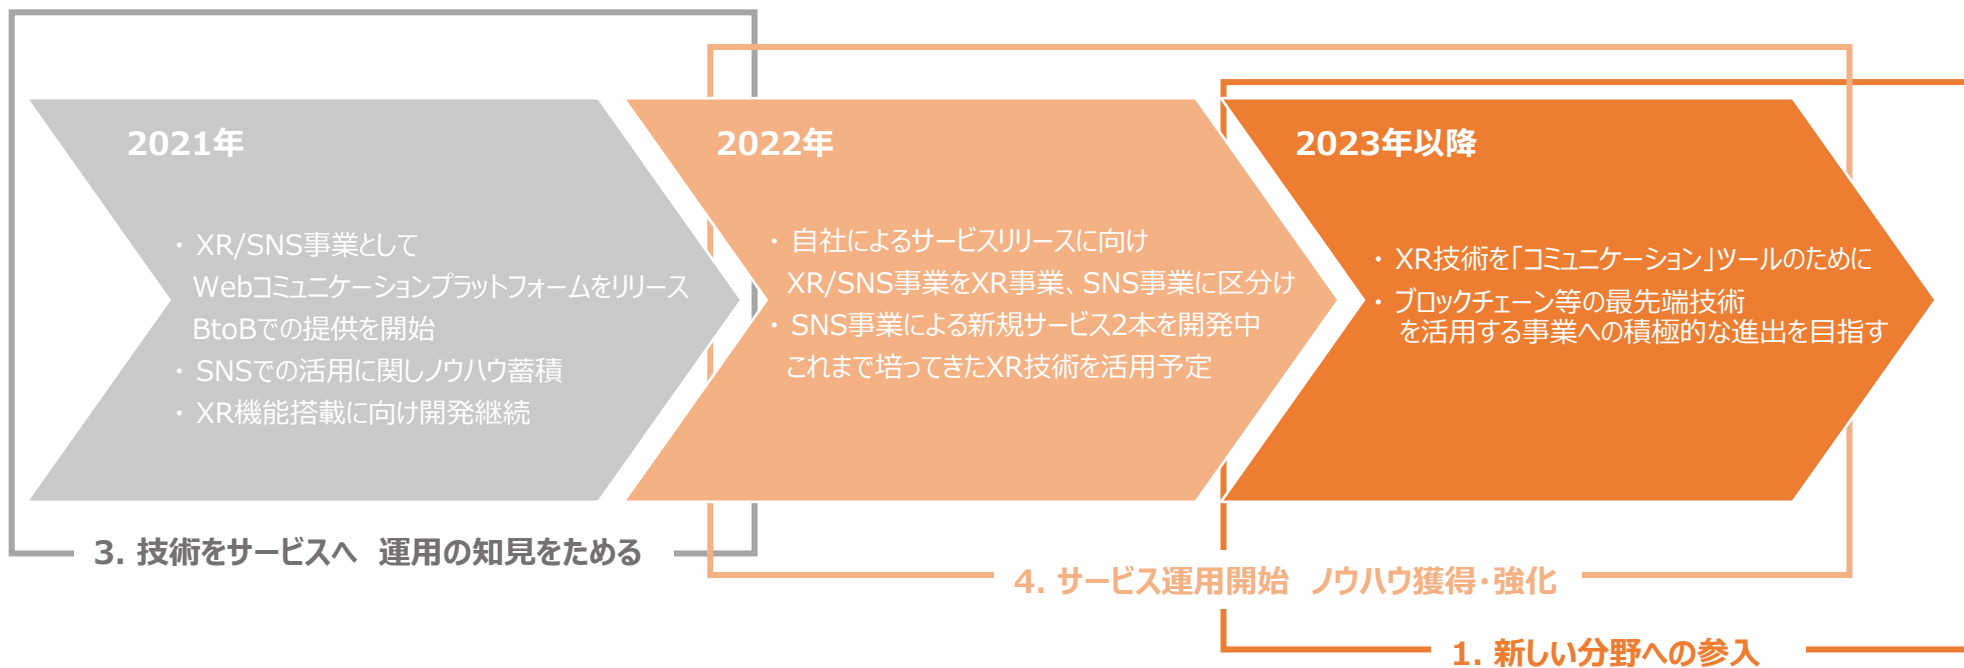 2021年
・ XR/SNS事業として
Webコミュニケーションプラットフォームをリリース
BtoBでの提供を開始
・ SNSでの活用に関しノウハウ蓄積
・ XR機能搭載に向け開発継続
2022年
・ 自社によるサービスリリースに向け
XR/SNS事業をXR事業、SNS事業に区分け
・ SNS事業による新規サービス2本を開発中
これまで培ってきたXR技術を活用予定
2023年以降
・ XR技術を「コミュニケーション」ツールのために
・ ブロックチェーン等の最先端技術
を活用する事業への積極的な進出を目指す
3. 技術をサービスへ 運用の知見をためる
4. サービス運用開始 ノウハウ獲得・強化
1. 新しい分野への参入